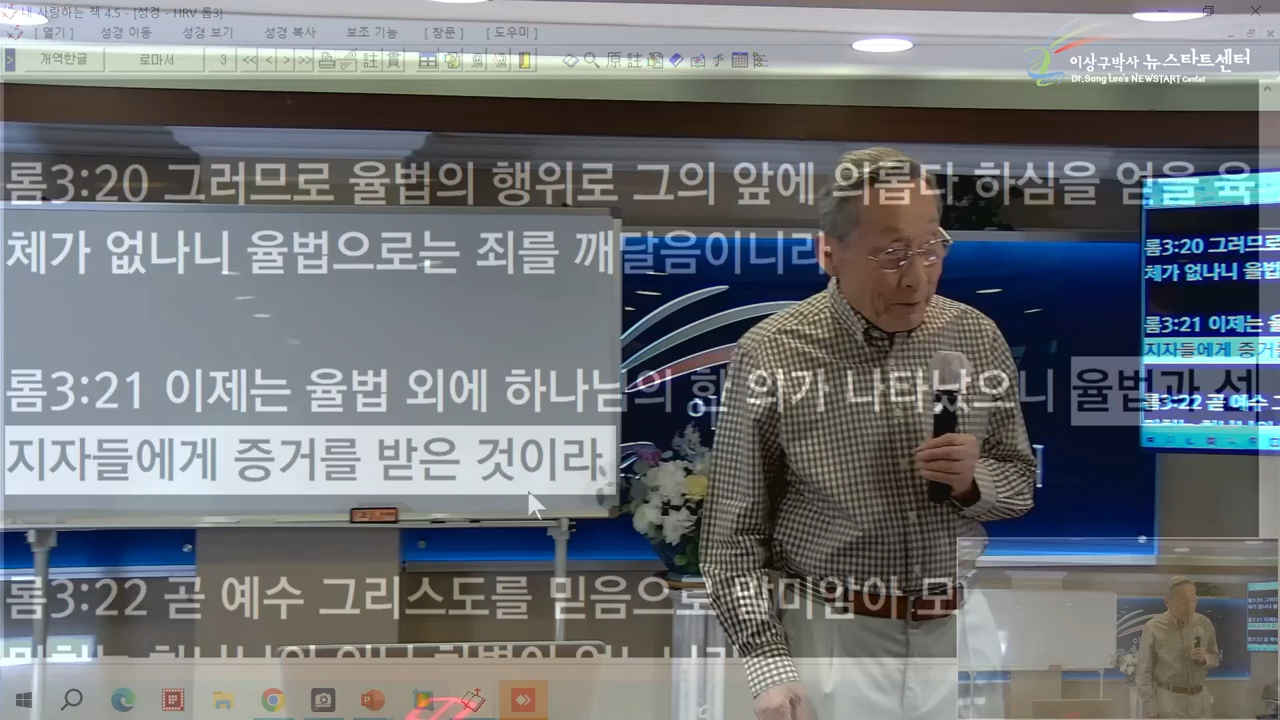 내 사랑하는 책 4.5 - [성경 - HRV 롬3]
[ 열기 ] 성경 이동 성경 보기 성경 복사 보조 기능 [ 창문 ] [ 도우미 ]
개역한글 로마서 3 << < > >> 註 貫 原 註
이상구박사 뉴스타트센터
Dr. Sang Lee's NEWSTART Center
롬3:20 그러므로 율법의 행위로 그의 앞에 의롭다 하심을 얻을 육
체가 없나니 율법으로는 죄를 깨달음이니라
롬3:21 이제는 율법 외에 하나님의 한 의가 나타났으니 율법과 선
지자들에게 증거를 받은 것이라
롬3:22 곧 예수 그리스도를 믿음으로 말미암아 모
롬3:20 그러므로
체가 없나니 율법
롬3:21 이제는
지자들에게 증거
롬3:22 곧 예수